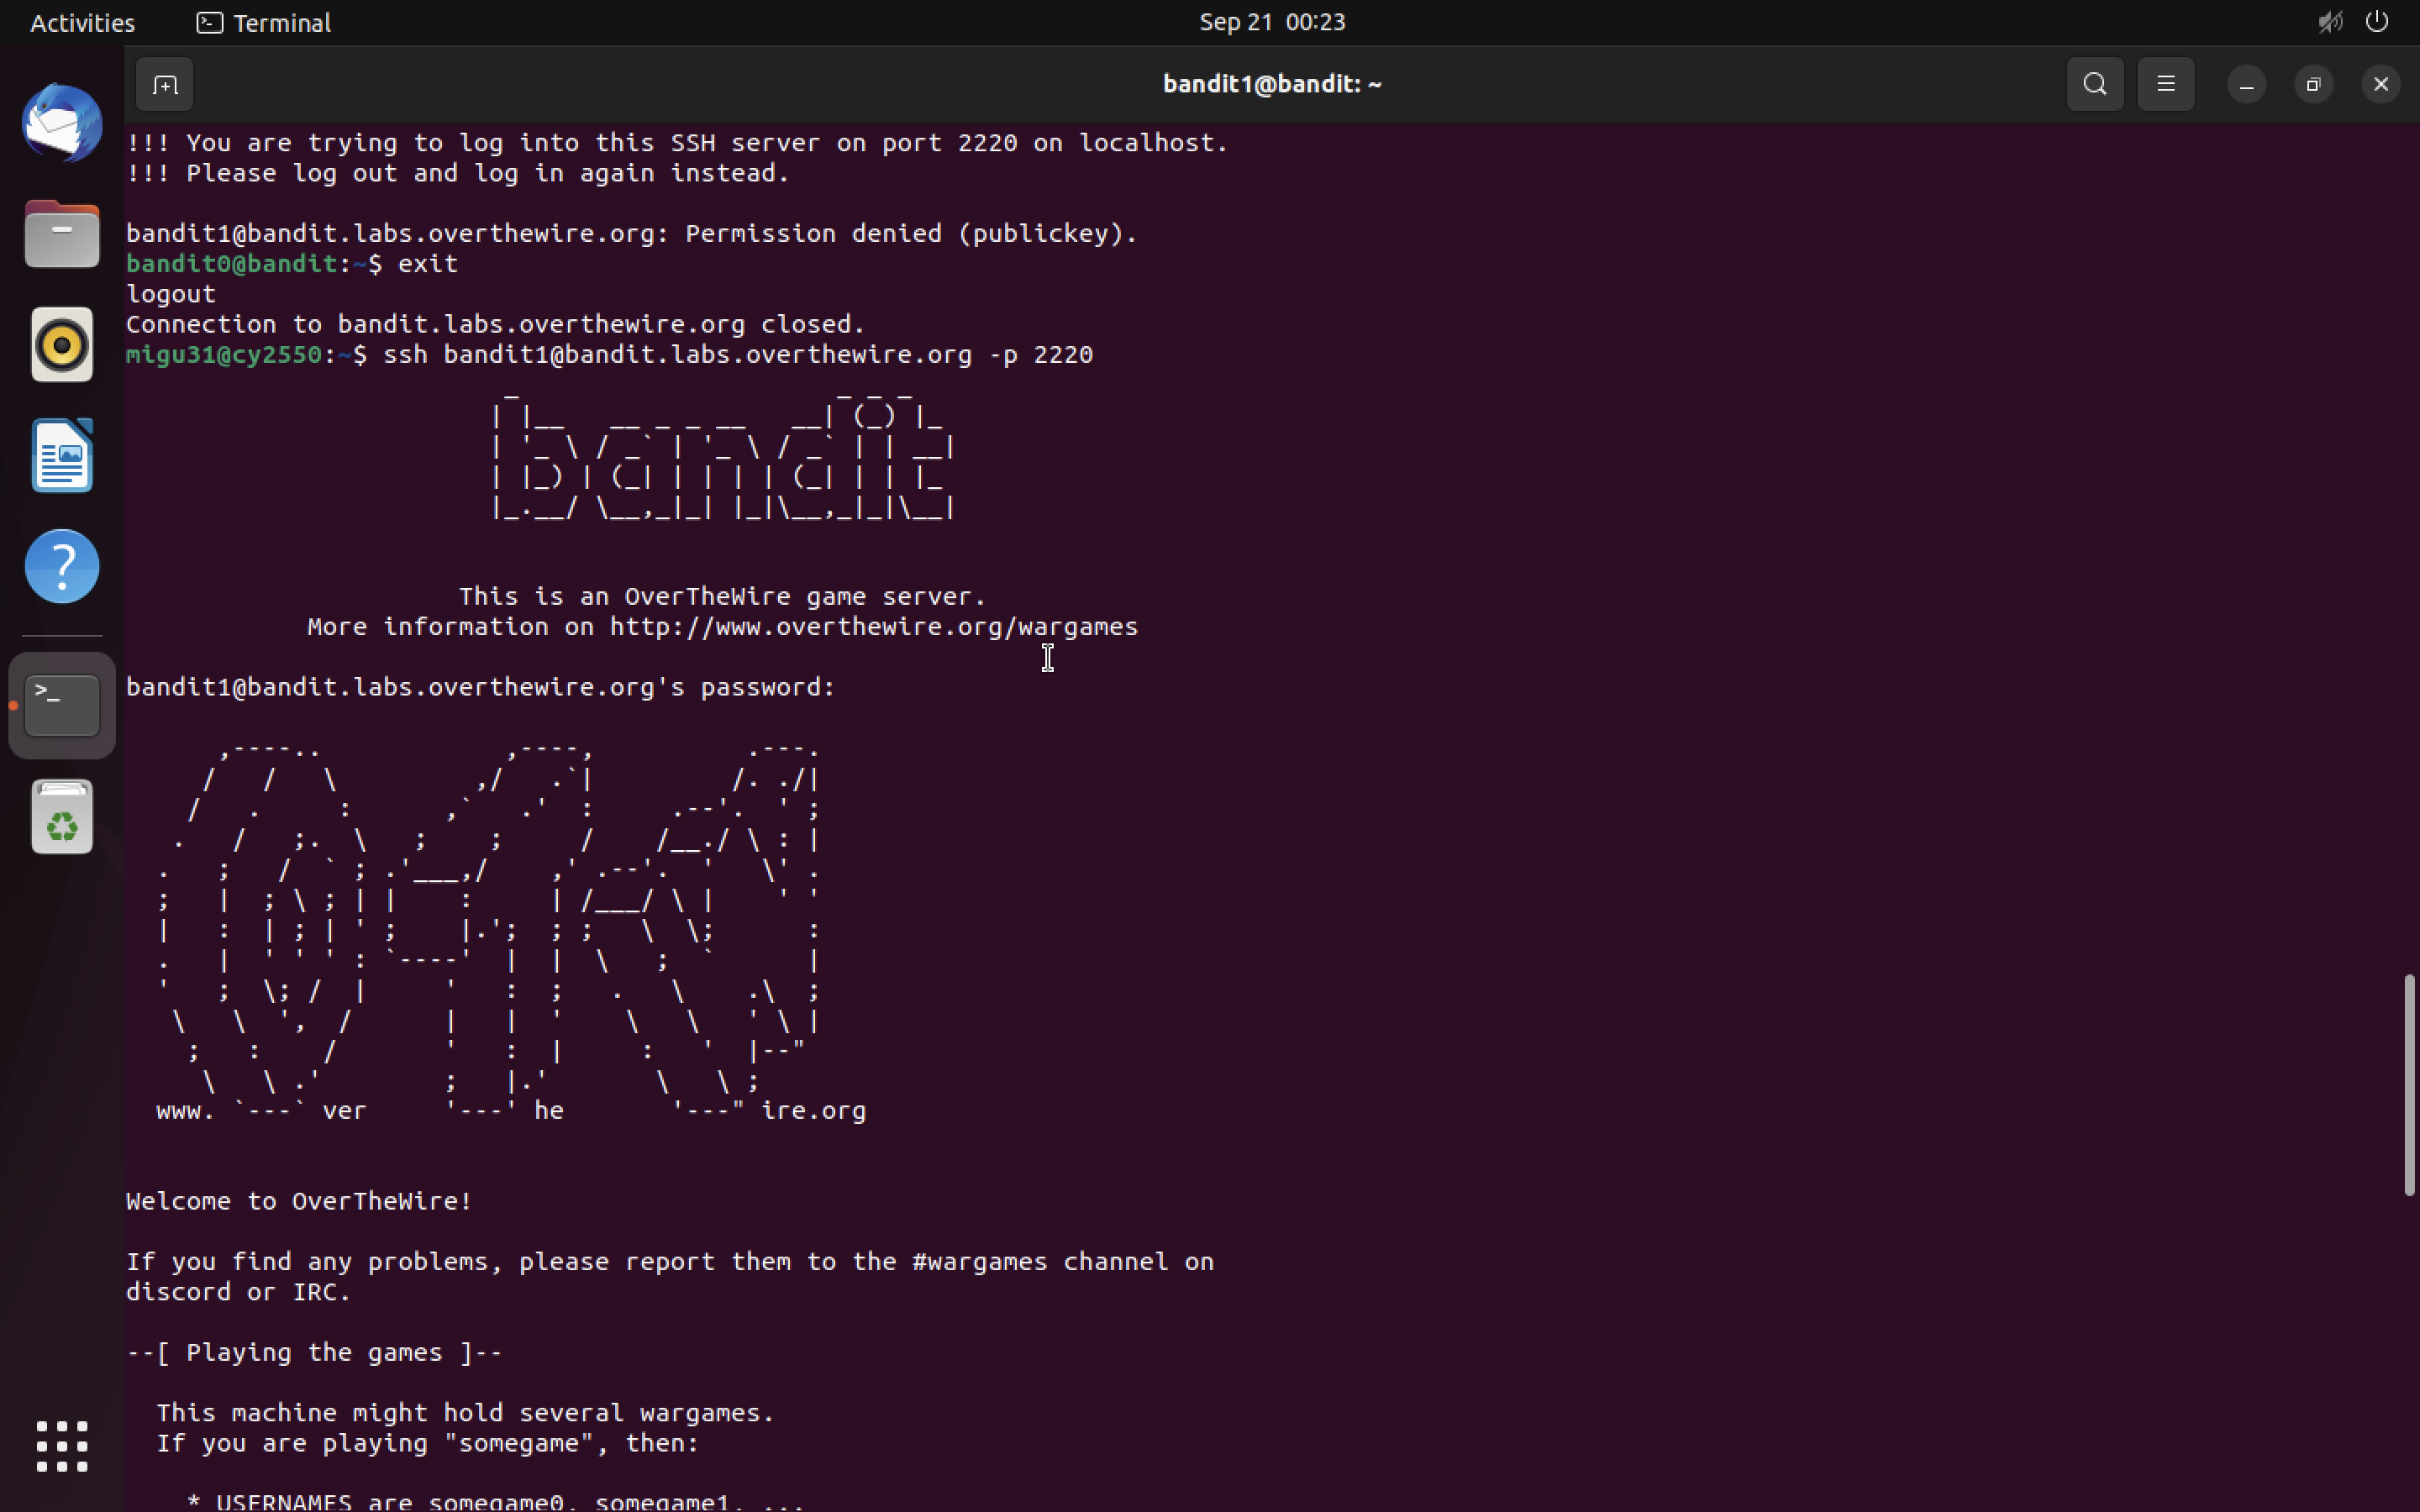 Activities Terminal Sep 21 00:23
bandit1@bandit: ~
!!! You are trying to log into this SSH server on port 2220 on localhost.
!!! Please log out and log in again instead.
bandit1@bandit.labs.overthewire.org: Permission denied (publickey).
bandit0@bandit:~$ exit
logout
Connection to bandit.labs.overthewire.org closed.
migu31@cy2550:~$ ssh bandit1@bandit.labs.overthewire.org -p 2220
bandit
This is an OverTheWire game server.
More information on http://www.overthewire.org/wargames
bandit1@bandit.labs.overthewire.org's password:
www. ver he ire.org
Welcome to OverTheWire!
If you find any problems, please report them to the #wargames channel on
discord or IRC.
--[ Playing the games ]--
This machine might hold several wargames.
If you are playing "somegame", then:
* USERNAMES are somegame0, somegame1, ...